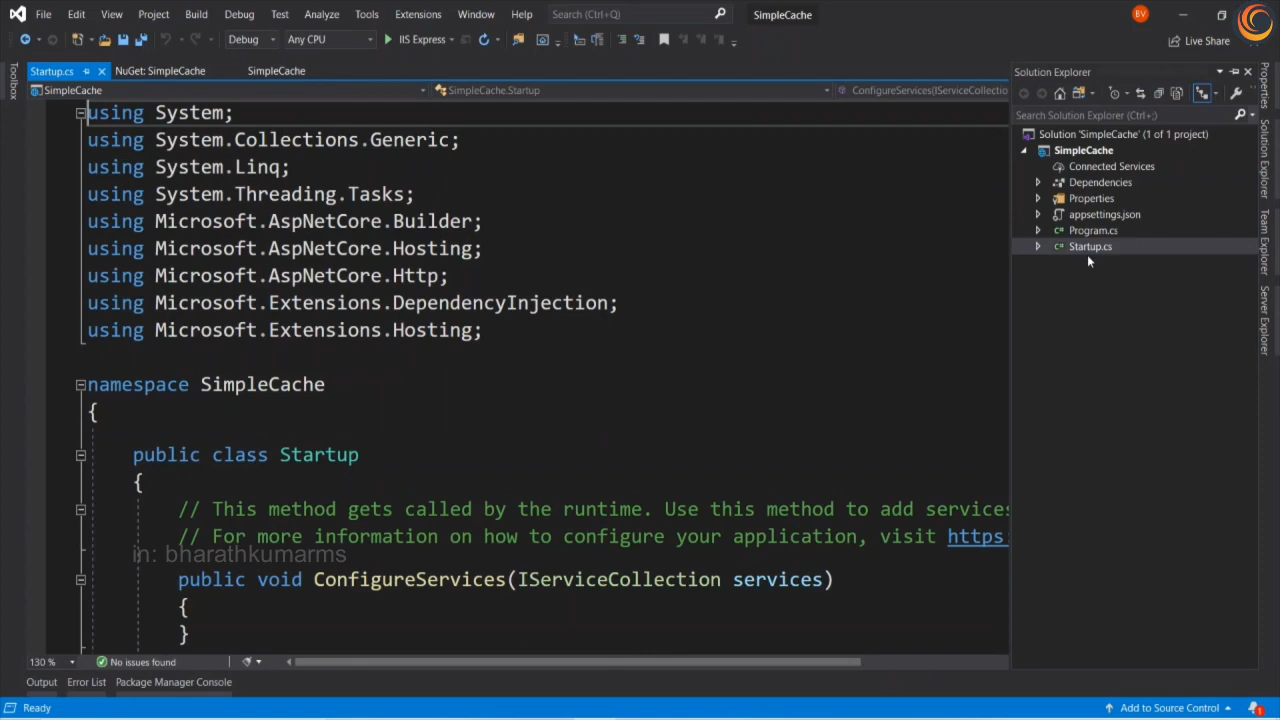 File Edit View Project Build Debug Test Analyze Tools Extensions Window Help Search (Ctrl+Q) SimpleCache BV
Debug Any CPU IIS Express Live Share
Toolbox
Startup.cs NuGet: SimpleCache SimpleCache
SimpleCache SimpleCache.Startup ConfigureServices(IServiceCollection
using System;
using System.Collections.Generic;
using System.Linq;
using System.Threading.Tasks;
using Microsoft.AspNetCore.Builder;
using Microsoft.AspNetCore.Hosting;
using Microsoft.AspNetCore.Http;
using Microsoft.Extensions.DependencyInjection;
using Microsoft.Extensions.Hosting;
namespace SimpleCache
{
public class Startup
{
// This method gets called by the runtime. Use this method to add services
// For more information on how to configure your application, visit https:
in: bharathkumarms
public void ConfigureServices(IServiceCollection services)
{
}
130 % No issues found
Output Error List Package Manager Console
Ready Add to Source Control 1
Solution Explorer
Search Solution Explorer (Ctrl+;)
Solution 'SimpleCache' (1 of 1 project)
SimpleCache
Connected Services
Dependencies
Properties
appsettings.json
C# Program.cs
C# Startup.cs
Properties
Solution Explorer
Team Explorer
Server Explorer